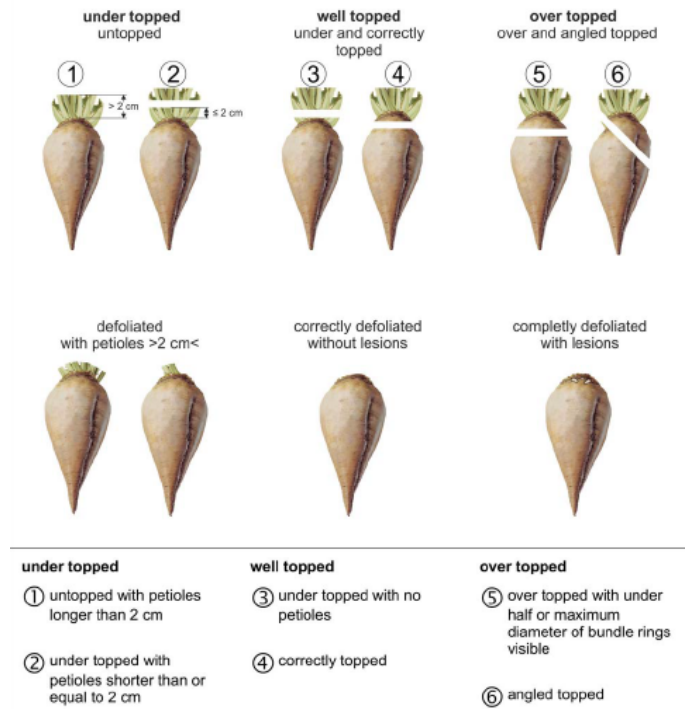 under topped
untopped
well topped
under and correctly
topped
over topped
over and angled topped
1
2
3
4
5
6
> 2 cm
≤ 2 cm
defoliated
with petioles >2 cm<
correctly defoliated
without lesions
completly defoliated
with lesions
under topped
1 untopped with petioles
longer than 2 cm
2 under topped with
petioles shorter than or
equal to 2 cm
well topped
3 under topped with no
petioles
4 correctly topped
over topped
5 over topped with under
half or maximum
diameter of bundle rings
visible
6 angled topped